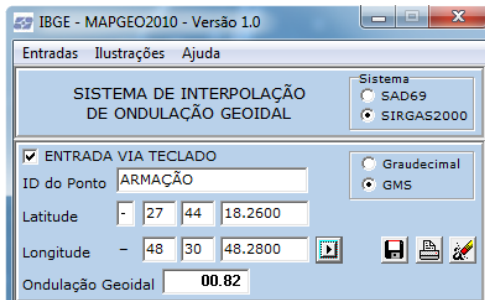 IBGE - MAPGEO2010 - Versão 1.0
Entradas Ilustrações Ajuda
SISTEMA DE INTERPOLAÇÃO
DE ONDULAÇÃO GEOIDAL
Sistema
SAD69
SIRGAS2000
ENTRADA VIA TECLADO
ID do Ponto ARMAÇÃO
Graudecimal
GMS
Latitude - 27 44 18.2600
Longitude – 48 30 48.2800
Ondulação Geoidal 00.82